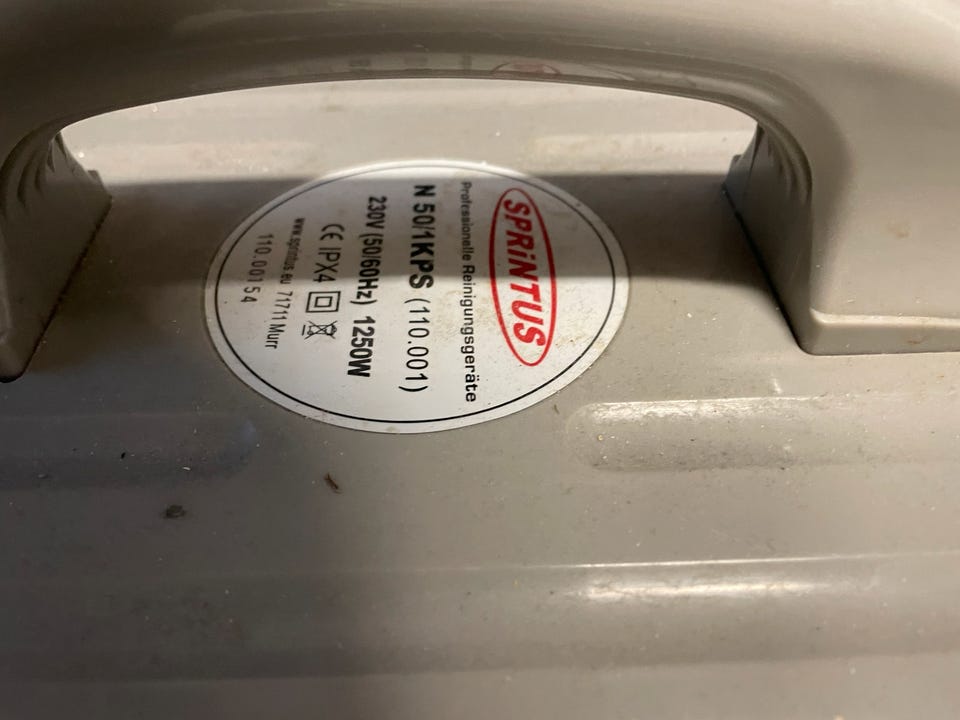 SPRiNTUS
Professionelle Reinigungsgeräte
N 50/1KPS (110.001)
230V (50/60Hz) 1250W
CE IPX4
www.sprintus.eu 71711 Murr
110.00154